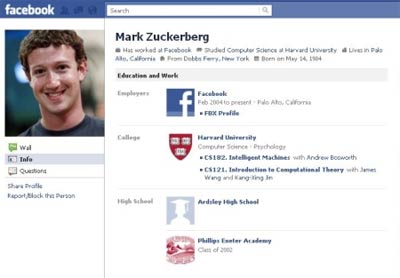 facebook
Search
Mark Zuckerberg
Has worked at Facebook Studied Computer Science at Harvard University Lives in Palo
Alto, California From Dobbs Ferry, New York Born on May 14, 1984
Education and Work
Employers
Facebook
Feb 2004 to present · Palo Alto, California
• FBX Profile
College
Harvard University
Computer Science · Psychology
• CS182. Intelligent Machines with Andrew Bosworth
• CS121. Introduction to Computational Theory with James
Wang and Kang-Xing Jin
High School
Ardsley High School
Phillips Exeter Academy
Class of 2002
Wall
Info
Questions
Share Profile
Report/Block this Person